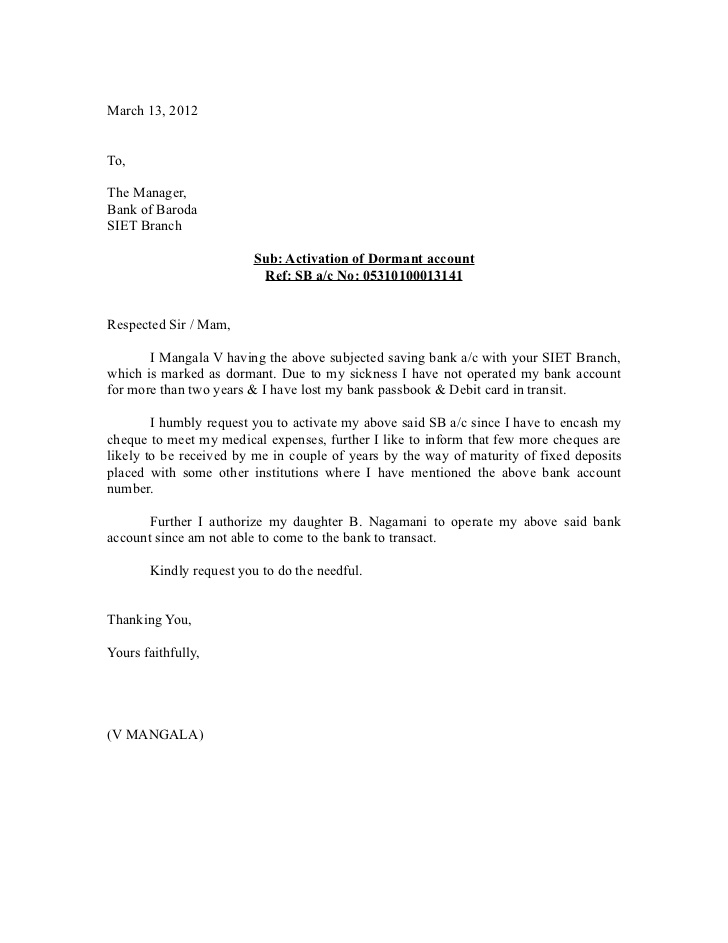 March 13, 2012
To,
The Manager,
Bank of Baroda
SIET Branch
Sub: Activation of Dormant account
Ref: SB a/c No: 05310100013141
Respected Sir / Mam,
I Mangala V having the above subjected saving bank a/c with your SIET Branch,
which is marked as dormant. Due to my sickness I have not operated my bank account
for more than two years & I have lost my bank passbook & Debit card in transit.
I humbly request you to activate my above said SB a/c since I have to encash my
cheque to meet my medical expenses, further I like to inform that few more cheques are
likely to be received by me in couple of years by the way of maturity of fixed deposits
placed with some other institutions where I have mentioned the above bank account
number.
Further I authorize my daughter B. Nagamani to operate my above said bank
account since am not able to come to the bank to transact.
Kindly request you to do the needful.
Thanking You,
Yours faithfully,
(V MANGALA)